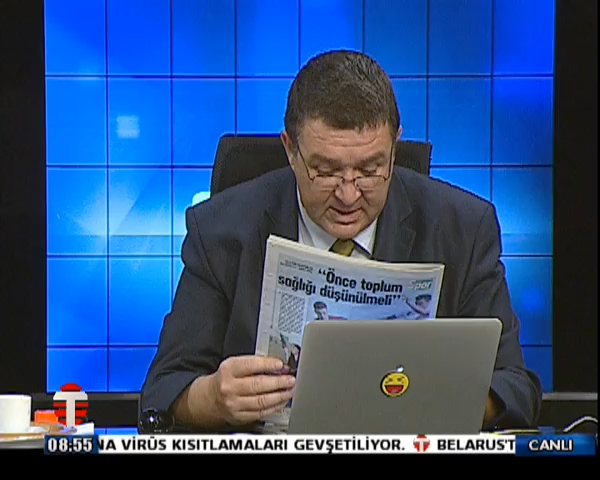 "Önce toplum
sağlığı düşünülmeli"
Spor
08:55 NA VİRÜS KISITLAMALARI GEVŞETİLİYOR. BELARUS'T CANLI